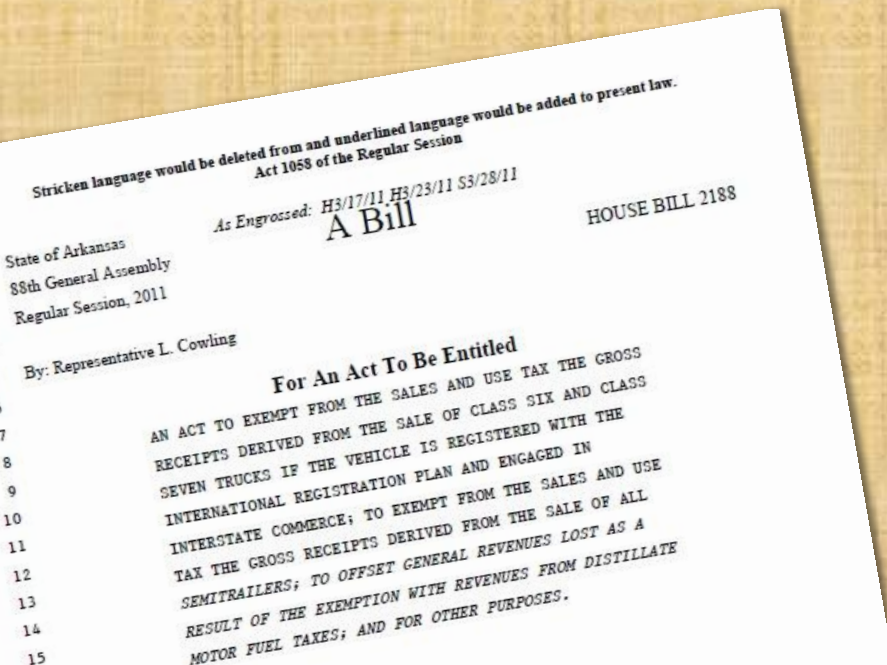 Stricken language would be deleted from and underlined language would be added to present law.
Act 1058 of the Regular Session
As Engrossed: H3/17/11 H3/23/11 S3/28/11
A Bill
HOUSE BILL 2188
State of Arkansas
88th General Assembly
Regular Session, 2011
By: Representative L. Cowling
For An Act To Be Entitled
7 AN ACT TO EXEMPT FROM THE SALES AND USE TAX THE GROSS
8 RECEIPTS DERIVED FROM THE SALE OF CLASS SIX AND CLASS
9 SEVEN TRUCKS IF THE VEHICLE IS REGISTERED WITH THE
10 INTERNATIONAL REGISTRATION PLAN AND ENGAGED IN
11 INTERSTATE COMMERCE; TO EXEMPT FROM THE SALES AND USE
12 TAX THE GROSS RECEIPTS DERIVED FROM THE SALE OF ALL
13 SEMITRAILERS; TO OFFSET GENERAL REVENUES LOST AS A
14 RESULT OF THE EXEMPTION WITH REVENUES FROM DISTILLATE
15 MOTOR FUEL TAXES; AND FOR OTHER PURPOSES.